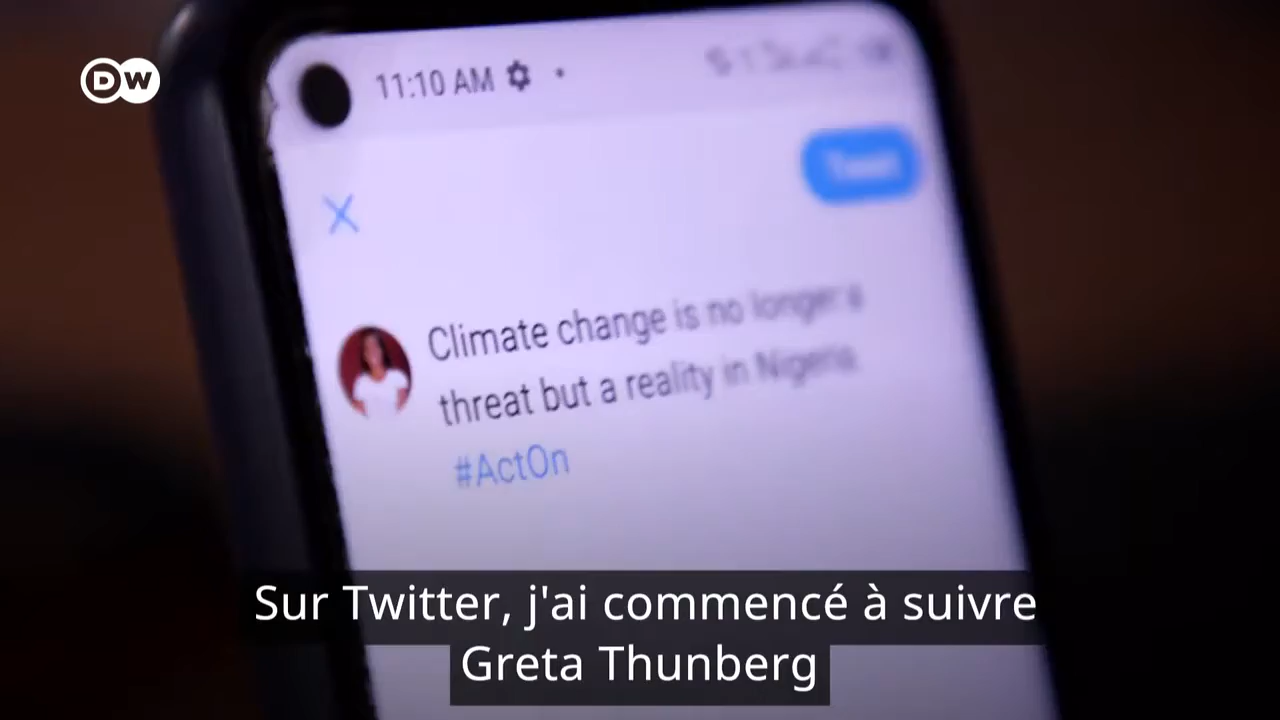 DW
11:10 AM
Tweet
Climate change is no longer a
threat but a reality in Nigeria.
#ActOn
Sur Twitter, j'ai commencé à suivre
Greta Thunberg